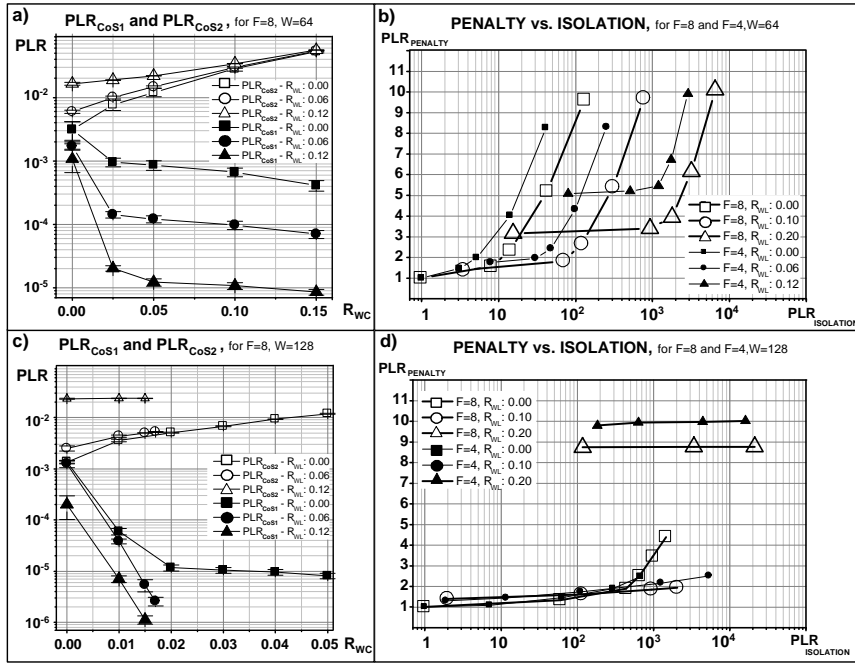 a)
PLR_CoS1 and PLR_CoS2, for F=8, W=64
PLR
10^-2
10^-3
10^-4
10^-5
0.00 0.05 0.10 0.15 R_WC
PLR_CoS2 - R_WL: 0.00
PLR_CoS2 - R_WL: 0.06
PLR_CoS2 - R_WL: 0.12
PLR_CoS1 - R_WL: 0.00
PLR_CoS1 - R_WL: 0.06
PLR_CoS1 - R_WL: 0.12
b)
PENALTY vs. ISOLATION, for F=8 and F=4,W=64
PLR_PENALTY
10
9
8
7
6
5
4
3
2
1
1 10 10^2 10^3 10^4 PLR_ISOLATION
F=8, R_WL: 0.00
F=8, R_WL: 0.10
F=8, R_WL: 0.20
F=4, R_WL: 0.00
F=4, R_WL: 0.06
F=4, R_WL: 0.12
c)
PLR_CoS1 and PLR_CoS2, for F=8, W=128
PLR
10^-2
10^-3
10^-4
10^-5
10^-6
0.00 0.01 0.02 0.03 0.04 0.05 R_WC
PLR_CoS2 - R_WL: 0.00
PLR_CoS2 - R_WL: 0.06
PLR_CoS2 - R_WL: 0.12
PLR_CoS1 - R_WL: 0.00
PLR_CoS1 - R_WL: 0.06
PLR_CoS1 - R_WL: 0.12
d)
PENALTY vs. ISOLATION, for F=8 and F=4,W=128
PLR_PENALTY
10
9
8
7
6
5
4
3
2
1
1 10 10^2 10^3 10^4 PLR_ISOLATION
F=8, R_WL: 0.00
F=8, R_WL: 0.10
F=8, R_WL: 0.20
F=4, R_WL: 0.00
F=4, R_WL: 0.10
F=4, R_WL: 0.20